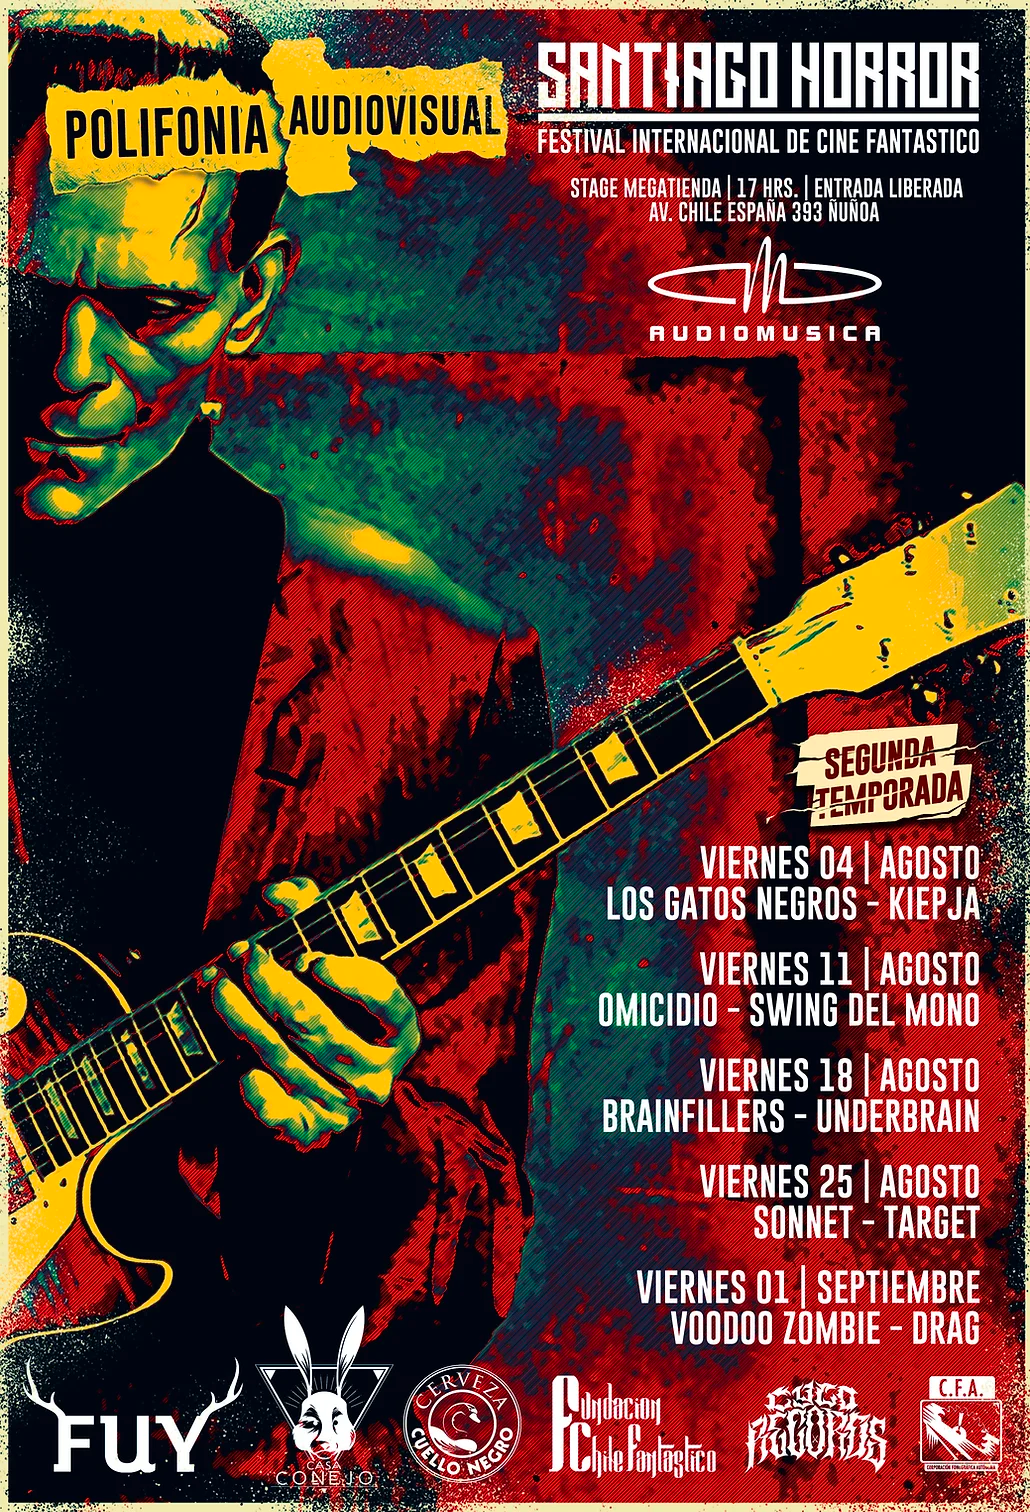 POLIFONIA AUDIOVISUAL
SANTIAGO HORROR
FESTIVAL INTERNACIONAL DE CINE FANTASTICO
STAGE MEGATIENDA | 17 HRS. | ENTRADA LIBERADA
AV. CHILE ESPAÑA 393 ÑUÑOA
AUDIOMUSICA
SEGUNDA
TEMPORADA
VIERNES 04 | AGOSTO
LOS GATOS NEGROS - KIEPJA
VIERNES 11 | AGOSTO
OMICIDIO - SWING DEL MONO
VIERNES 18 | AGOSTO
BRAINFILLERS - UNDERBRAIN
VIERNES 25 | AGOSTO
SONNET - TARGET
VIERNES 01 | SEPTIEMBRE
VOODOO ZOMBIE - DRAG
FUY
CASA
CONEJO
CERVEZA
CUELLO NEGRO
Fundacion
Chile Fantastico
RECORDS
C.F.A.